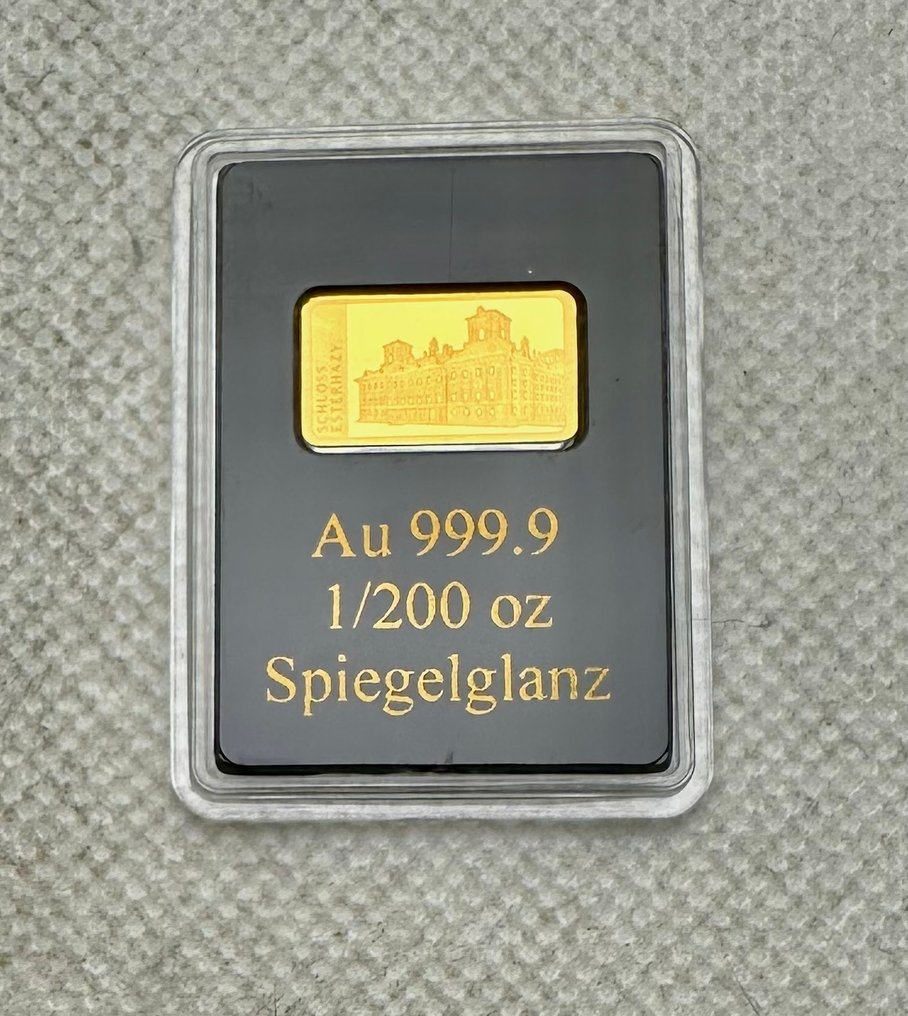 SCHLOSS
ESTERHAZY
Au 999.9
1/200 oz
Spiegelglanz